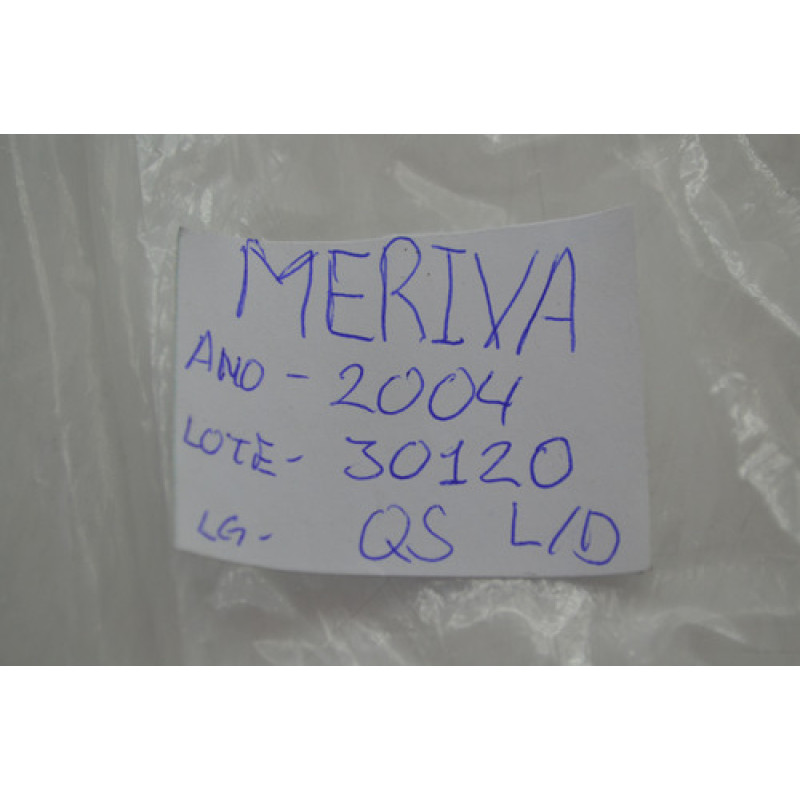 MERIVA
ANO - 2004
LOTE - 30120
LG - QS L/D